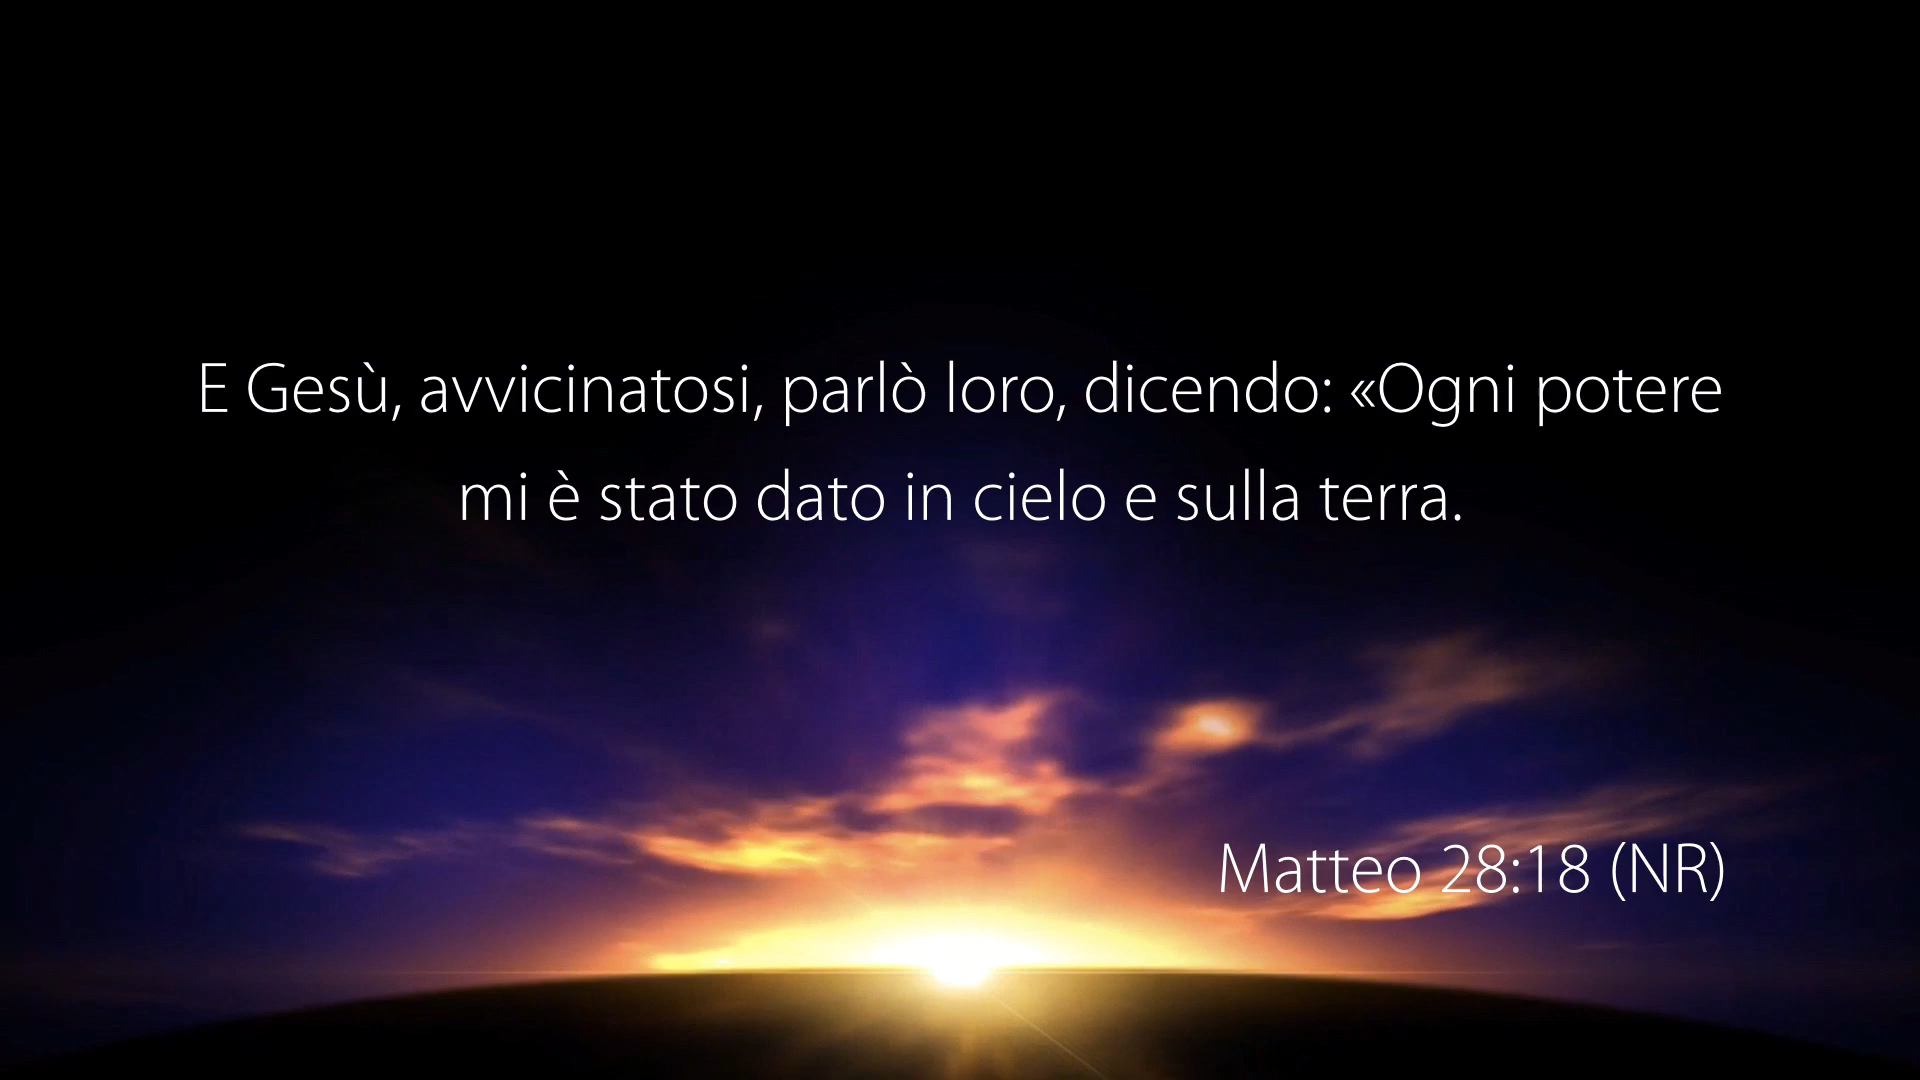 E Gesù, avvicinatosi, parlò loro, dicendo: «Ogni potere
mi è stato dato in cielo e sulla terra.
Matteo 28:18 (NR)